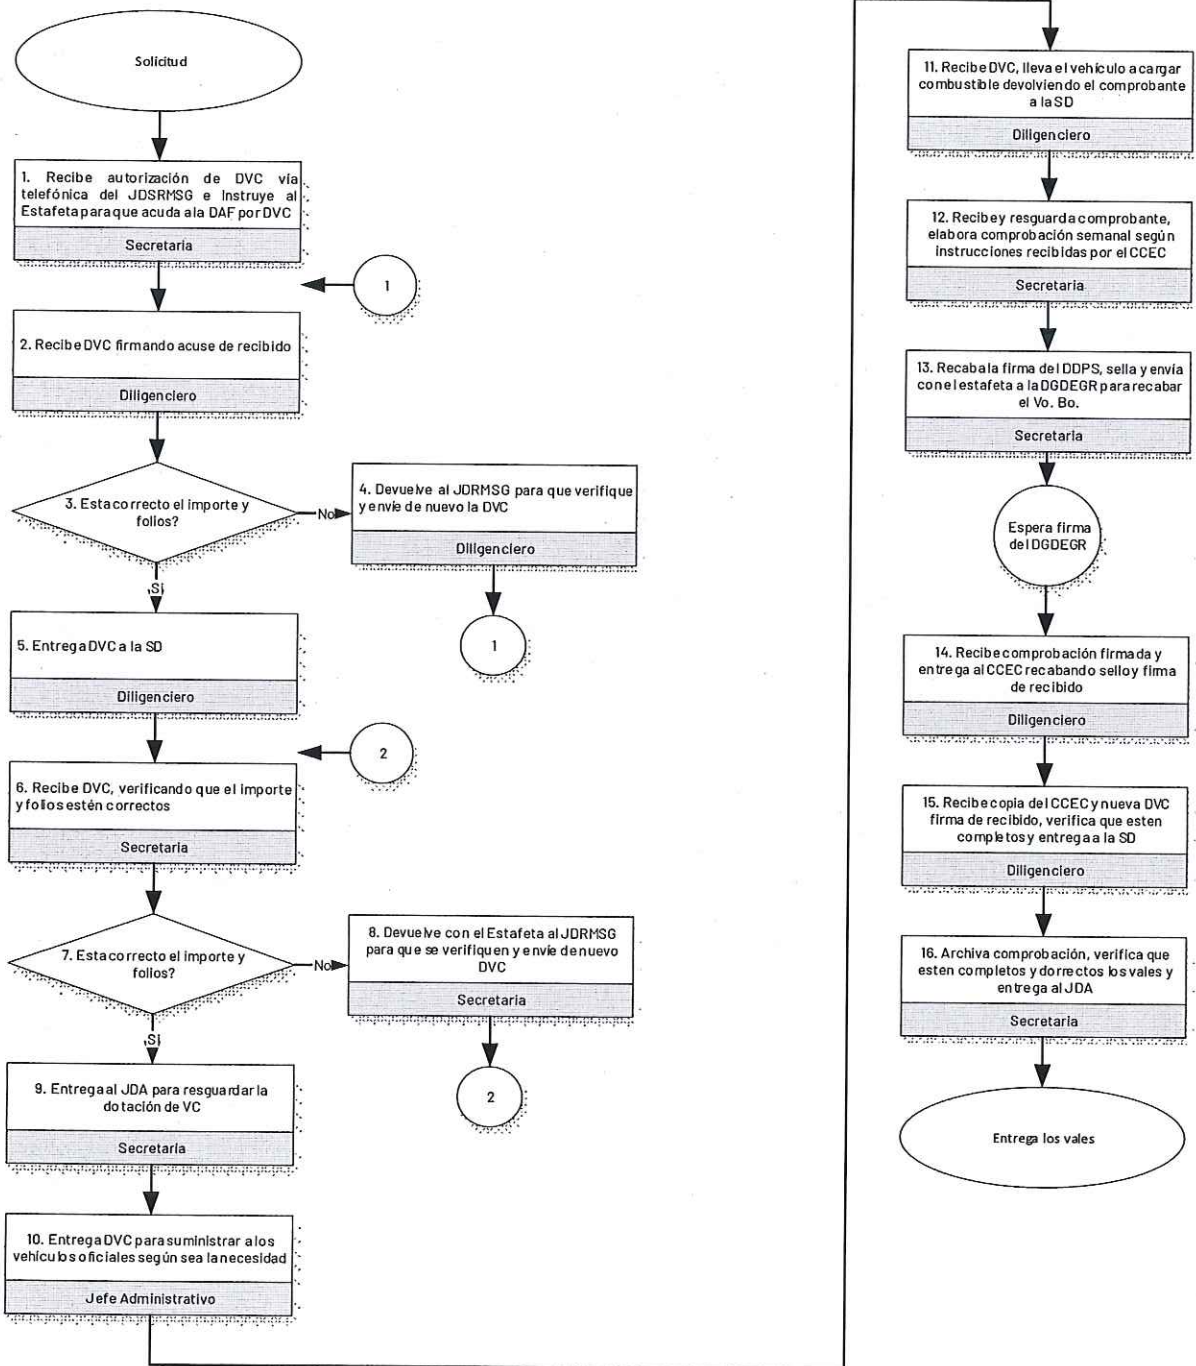 Solicitud
1. Recibe autorización de DVC vía
telefónica del JDSRMSG e Instruye al
Estafeta para que acuda a la DAF por DVC
Secretaria
1
2. Recibe DVC firmando acuse de recibido
Diligenciero
3. Esta correcto el importe y
folios?
No
4. Devuelve al JDRMSG para que verifique
y envíe de nuevo la DVC
Diligenciero
Si
1
5. Entrega DVC a la SD
Diligenciero
2
6. Recibe DVC, verificando que el importe
y folios estén correctos
Secretaria
7. Esta correcto el importe y
folios?
No
8. Devuelve con el Estafeta al JDRMSG
para que se verifiquen y envíe de nuevo
DVC
Secretaria
Si
2
9. Entrega al JDA para resguardar la
dotación de VC
Secretaria
10. Entrega DVC para suministrar a los
vehículos oficiales según sea la necesidad
Jefe Administrativo
11. Recibe DVC, lleva el vehículo a cargar
combustible devolviendo el comprobante
a la SD
Diligenciero
12. Recibe y resguarda comprobante,
elabora comprobación semanal según
instrucciones recibidas por el CCEC
Secretaria
13. Recaba la firma del DDPS, sella y envía
con el estafeta a la DGDEGR para recabar
el Vo. Bo.
Secretaria
Espera firma
del DGDEGR
14. Recibe comprobación firmada y
entrega al CCEC recabando sello y firma
de recibido
Diligenciero
15. Recibe copia del CCEC y nueva DVC
firma de recibido, verifica que esten
completos y entrega a la SD
Diligenciero
16. Archiva comprobación, verifica que
esten completos y dorrectos los vales y
entrega al JDA
Secretaria
Entrega los vales